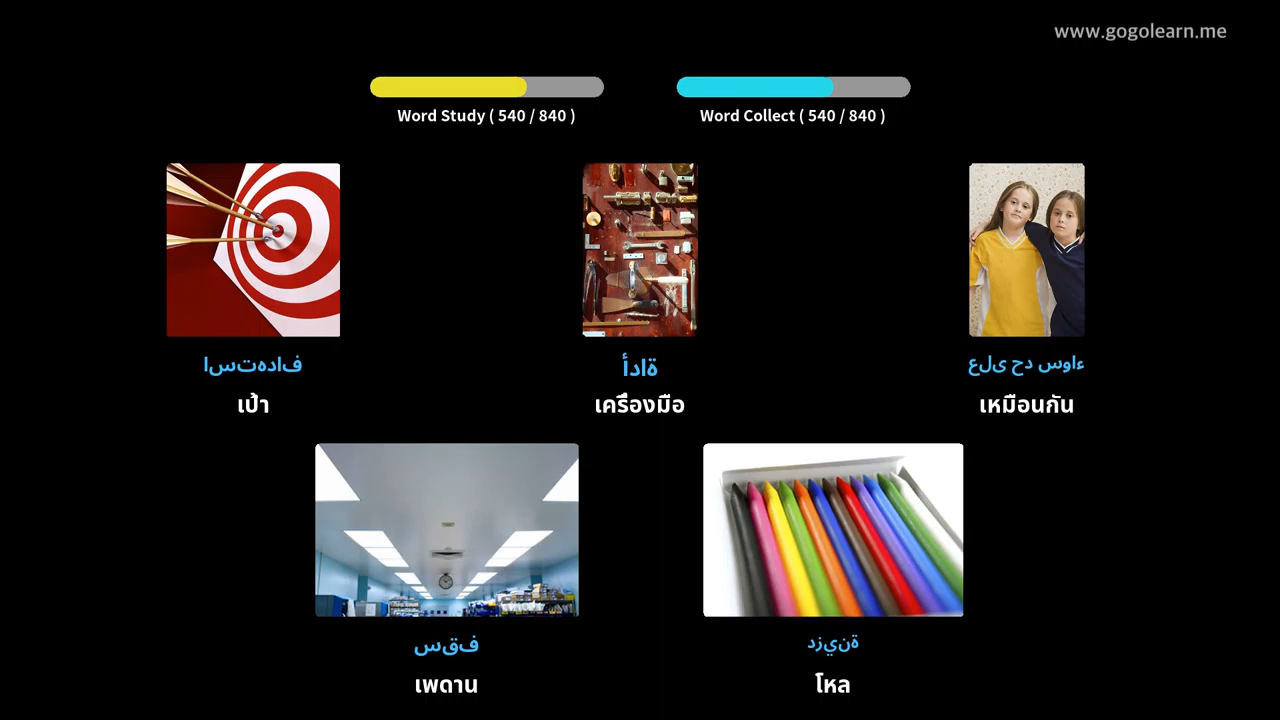 www.gogolearn.me
Word Study ( 540 / 840 )
Word Collect ( 540 / 840 )
استهداف
أداة
على حد سواء
เป้า
เครื่องมือ
เหมือนกัน
سقف
دزينة
เพดาน
โหล